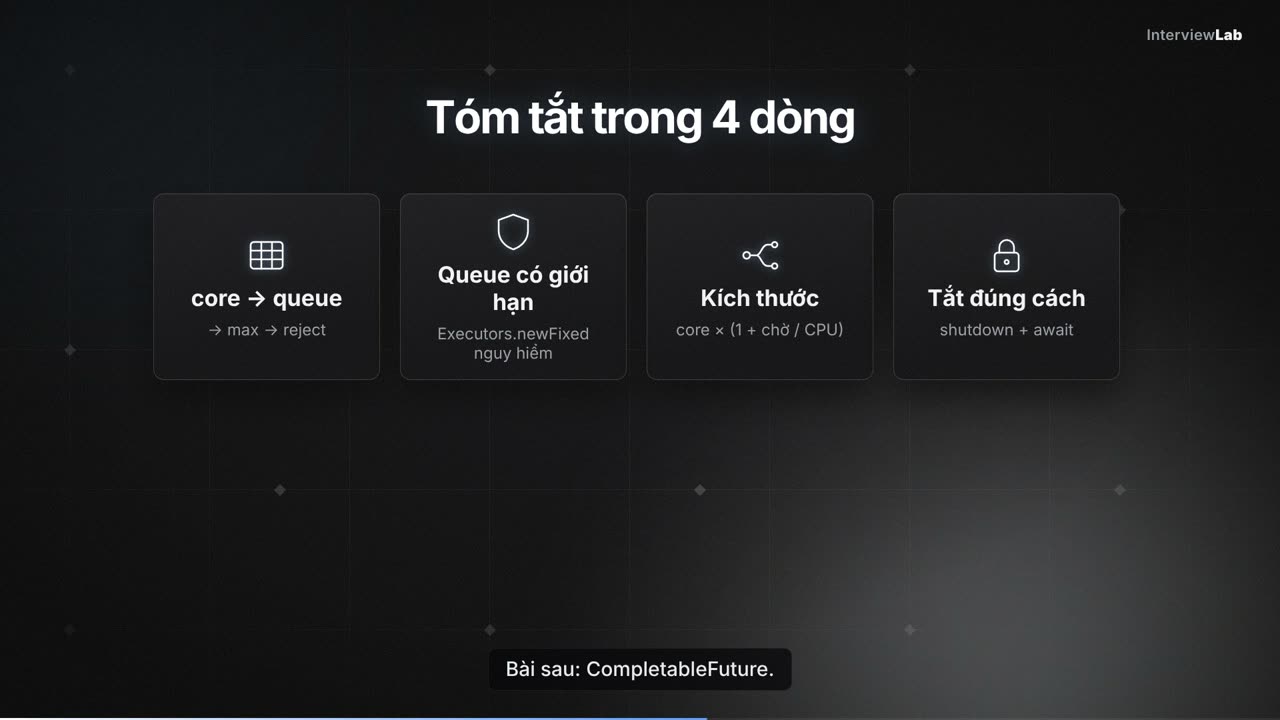 InterviewLab
Tóm tắt trong 4 dòng
core → queue
→ max → reject
Queue có giới
hạn
Executors.newFixed
nguy hiểm
Kích thước
core × (1 + chờ / CPU)
Tắt đúng cách
shutdown + await
Bài sau: CompletableFuture.